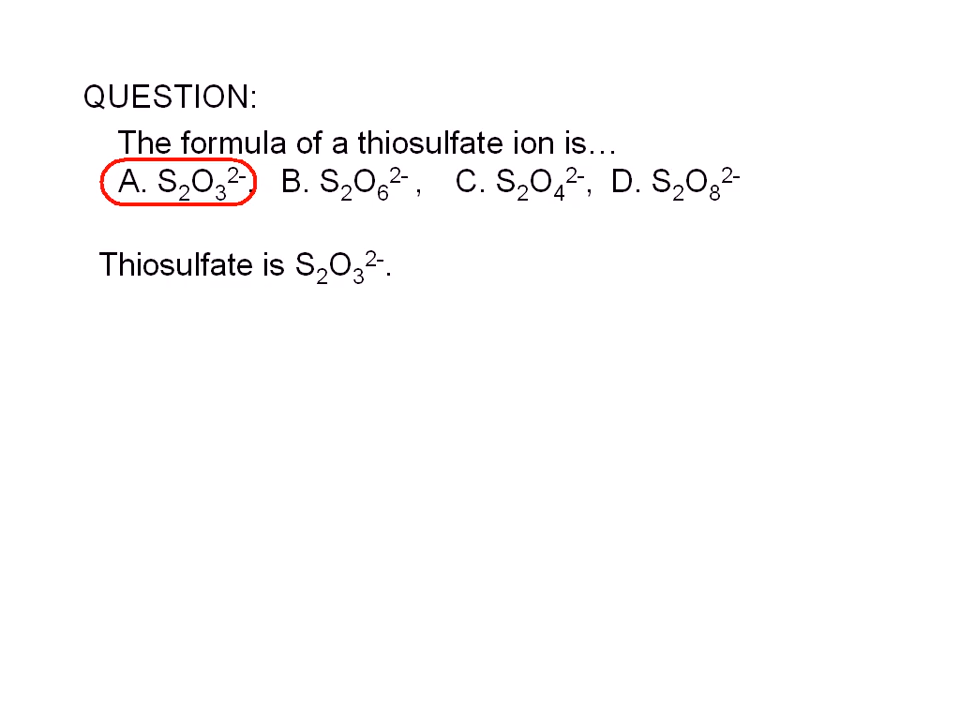 QUESTION:
The formula of a thiosulfate ion is…
A. S₂O₃²⁻, B. S₂O₆²⁻ , C. S₂O₄²⁻, D. S₂O₈²⁻
Thiosulfate is S₂O₃²⁻.